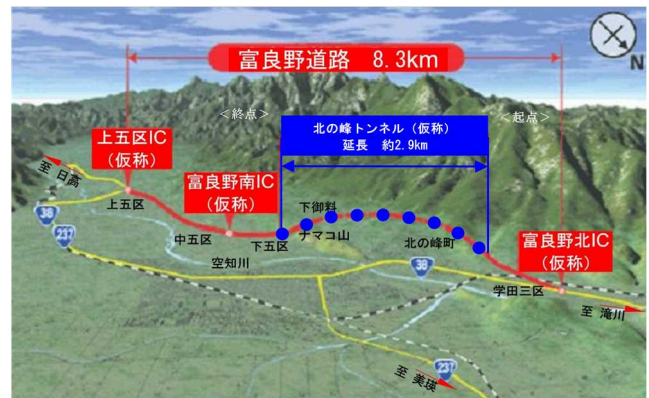 富良野道路 8.3km
N
<終点>
<起点>
北の峰トンネル（仮称）
延長 約2.9km
上五区IC
（仮称）
富良野南IC
（仮称）
富良野北IC
（仮称）
至 日高
上五区
38
237
中五区
下五区
下御料
ナマコ山
北の峰町
空知川
38
学田三区
至 滝川
237
至 美瑛